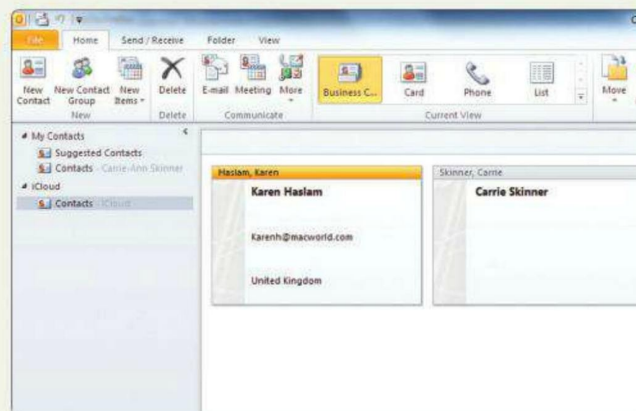 File Home Send / Receive Folder View
New Contact
New Contact Group
New Items
Delete
E-mail
Meeting
More
Business C...
Card
Phone
List
Move
New
Delete
Communicate
Current View
My Contacts
Suggested Contacts
Contacts - Carrie-Ann Skinner
iCloud
Contacts - iCloud
Haslam, Karen
Karen Haslam
Karenh@macworld.com
United Kingdom
Skinner, Carrie
Carrie Skinner